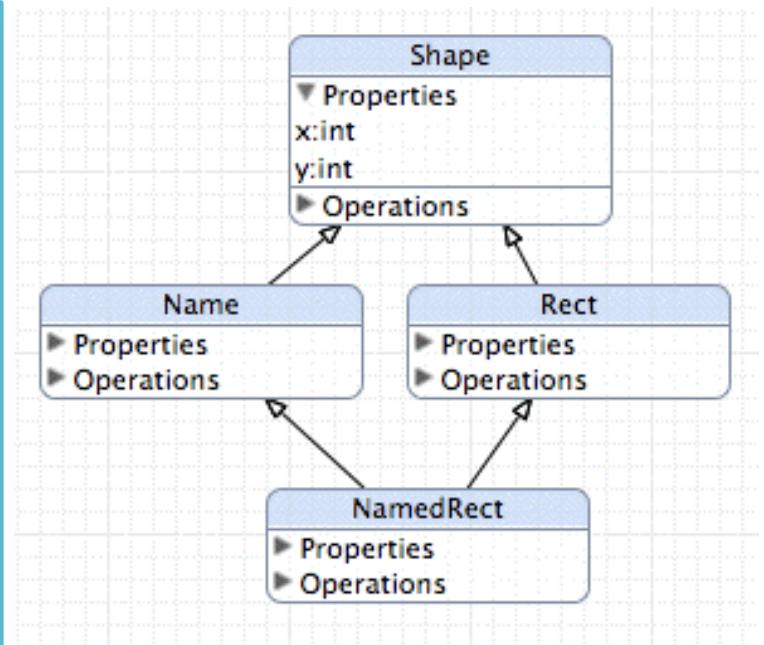 Shape
Properties
x:int
y:int
Operations
Name
Properties
Operations
Rect
Properties
Operations
NamedRect
Properties
Operations